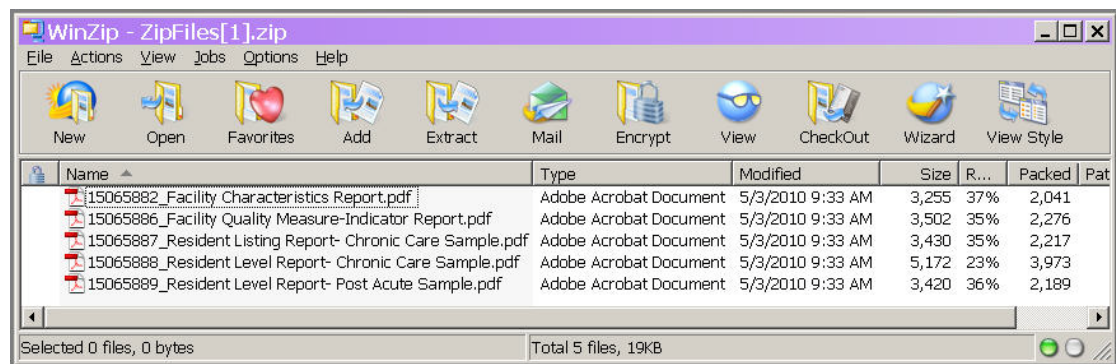 WinZip - ZipFiles[1].zip
File Actions View Jobs Options Help
New Open Favorites Add Extract Mail Encrypt View CheckOut Wizard View Style
Name Type Modified Size R... Packed Pat
15065882_Facility Characteristics Report.pdf Adobe Acrobat Document 5/3/2010 9:33 AM 3,255 37% 2,041
15065886_Facility Quality Measure-Indicator Report.pdf Adobe Acrobat Document 5/3/2010 9:33 AM 3,502 35% 2,276
15065887_Resident Listing Report- Chronic Care Sample.pdf Adobe Acrobat Document 5/3/2010 9:33 AM 3,430 35% 2,217
15065888_Resident Level Report- Chronic Care Sample.pdf Adobe Acrobat Document 5/3/2010 9:33 AM 5,172 23% 3,973
15065889_Resident Level Report- Post Acute Sample.pdf Adobe Acrobat Document 5/3/2010 9:33 AM 3,420 36% 2,189
Selected 0 files, 0 bytes Total 5 files, 19KB